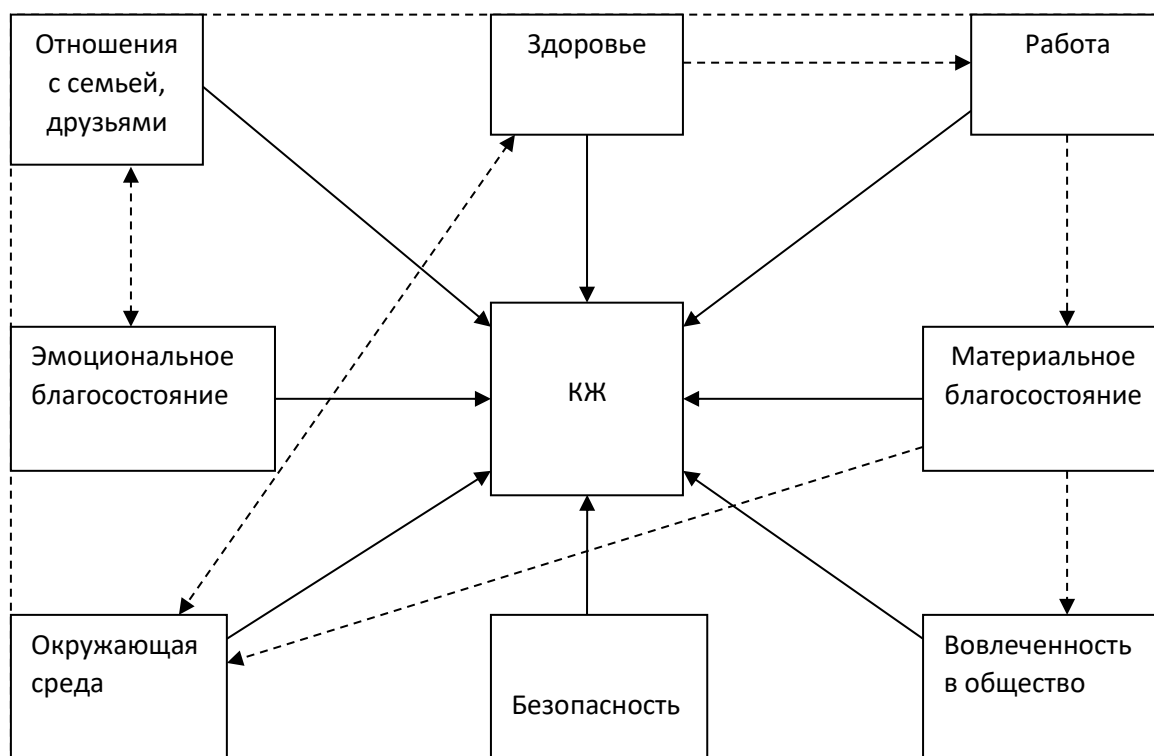 Отношения
с семьей,
друзьями
Здоровье
Работа
Эмоциональное
благосостояние
КЖ
Материальное
благосостояние
Окружающая
среда
Безопасность
Вовлеченность
в общество